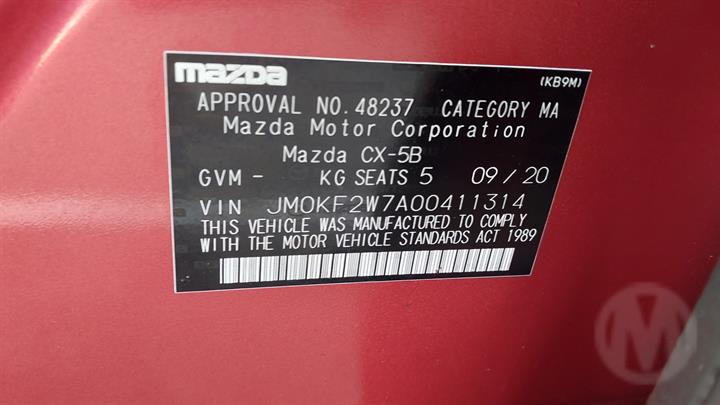 mazda (KB9M)
APPROVAL NO. 48237 CATEGORY MA
Mazda Motor Corporation
Mazda CX-5B
GVM - KG SEATS 5 09/20
VIN JM0KF2W7A00411314
THIS VEHICLE WAS MANUFACTURED TO COMPLY
WITH THE MOTOR VEHICLE STANDARDS ACT 1989
M